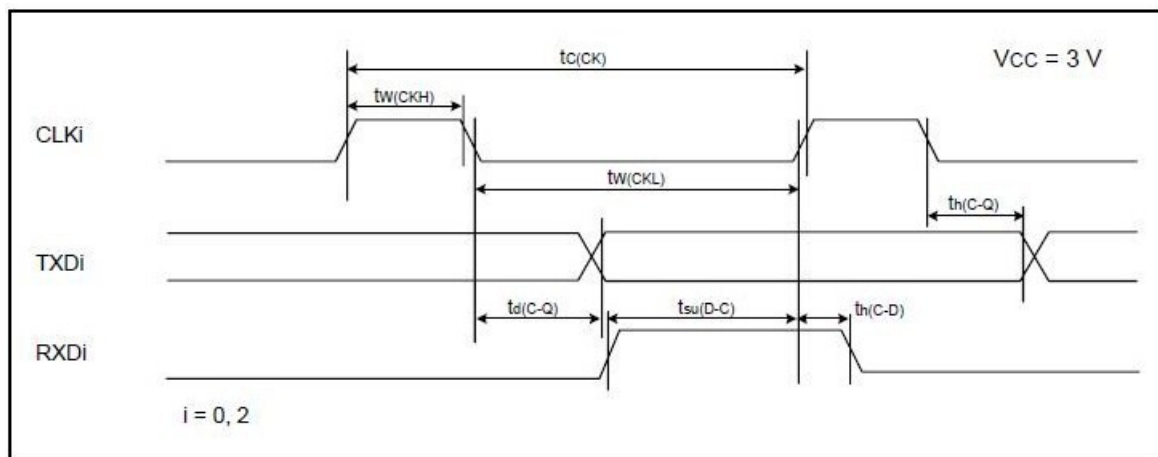 tC(CK)
VCC = 3 V
tW(CKH)
CLKi
tW(CKL)
th(C-Q)
TXDi
td(C-Q)
tsu(D-C)
th(C-D)
RXDi
i = 0, 2